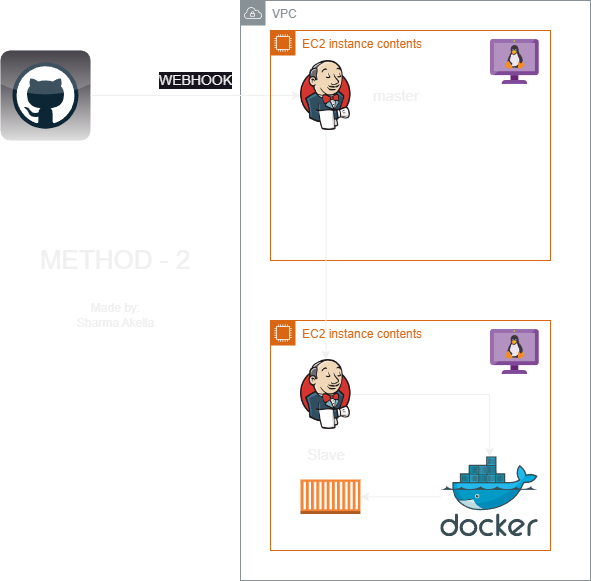 VPC
EC2 instance contents
WEBHOOK
master
METHOD - 2
Made by:
Sharma Akella
EC2 instance contents
Slave
docker